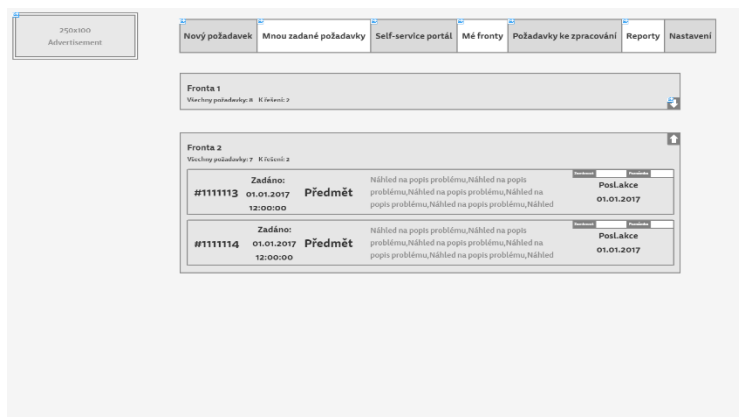 250x100
Advertisement
Nový požadavek
Mnou zadané požadavky
Self-service portál
Mé fronty
Požadavky ke zpracování
Reporty
Nastavení
Fronta 1
Všechny požadavky: 8 K řešení: 2
Fronta 2
Všechny požadavky: 7 K řešení: 2
#1111113
Zadáno:
01.01.2017
12:00:00
Předmět
Náhled na popis problému,Náhled na popis
problému,Náhled na popis problému,Náhled na
popis problému,Náhled na popis problému,Náhled
Posl.akce
01.01.2017
#1111114
Zadáno:
01.01.2017
12:00:00
Předmět
Náhled na popis problému,Náhled na popis
problému,Náhled na popis problému,Náhled na
popis problému,Náhled na popis problému,Náhled
Posl.akce
01.01.2017